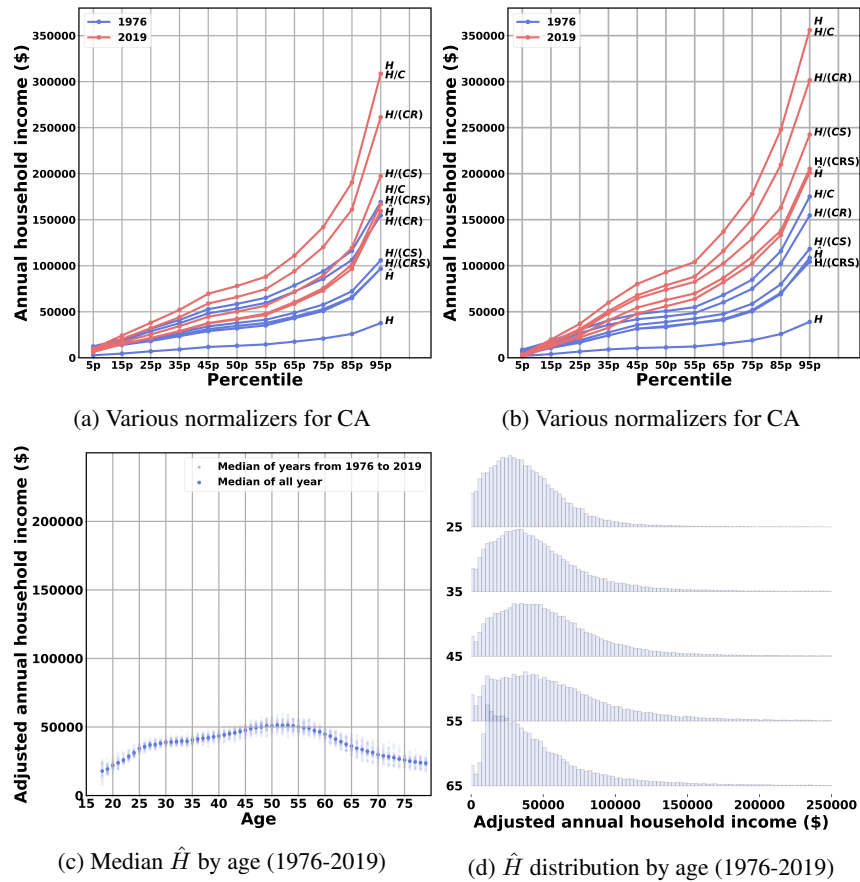 Annual household income ($)
350000
300000
250000
200000
150000
100000
50000
0
1976
2019
H
H/C
H/(CR)
H/(CS)
H/C
H/(CRS)
Ĥ
H/(CR)
H/(CS)
H/(CRS)
Ĥ
H
5p 15p 25p 35p 45p 50p 55p 65p 75p 85p 95p
Percentile
(a) Various normalizers for CA
Annual household income ($)
350000
300000
250000
200000
150000
100000
50000
0
1976
2019
H
H/C
H/(CR)
H/(CS)
H/(CRS)
Ĥ
H/C
H/(CR)
H/(CS)
Ĥ
H/(CRS)
H
5p 15p 25p 35p 45p 50p 55p 65p 75p 85p 95p
Percentile
(b) Various normalizers for CA
Adjusted annual household income ($)
200000
150000
100000
50000
0
Median of years from 1976 to 2019
Median of all year
15 20 25 30 35 40 45 50 55 60 65 70 75
Age
(c) Median Ĥ by age (1976-2019)
25
35
45
55
65
0 50000 100000 150000 200000 250000
Adjusted annual household income ($)
(d) Ĥ distribution by age (1976-2019)